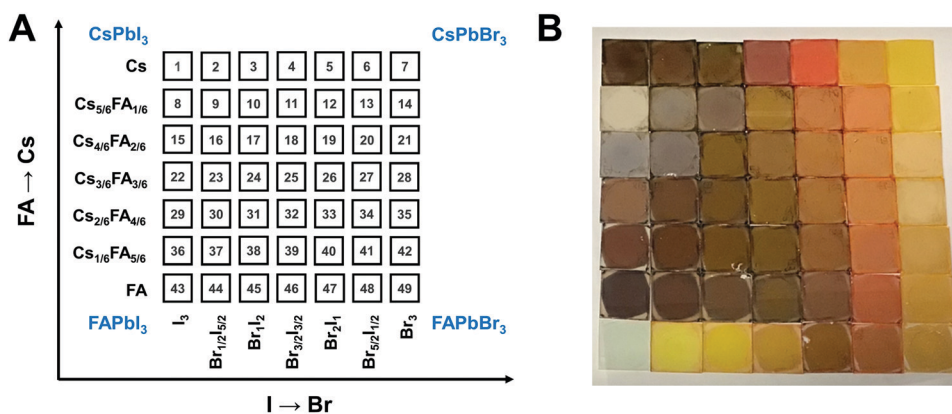 A
B
CsPbI3
CsPbBr3
Cs 1 2 3 4 5 6 7
Cs5/6FA1/6 8 9 10 11 12 13 14
Cs4/6FA2/6 15 16 17 18 19 20 21
Cs3/6FA3/6 22 23 24 25 26 27 28
Cs2/6FA4/6 29 30 31 32 33 34 35
Cs1/6FA5/6 36 37 38 39 40 41 42
FA 43 44 45 46 47 48 49
FA → Cs
FAPbI3
I3
Br1/2I5/2
Br1I2
Br3/2I3/2
Br2I1
Br5/2I1/2
Br3
FAPbBr3
I → Br